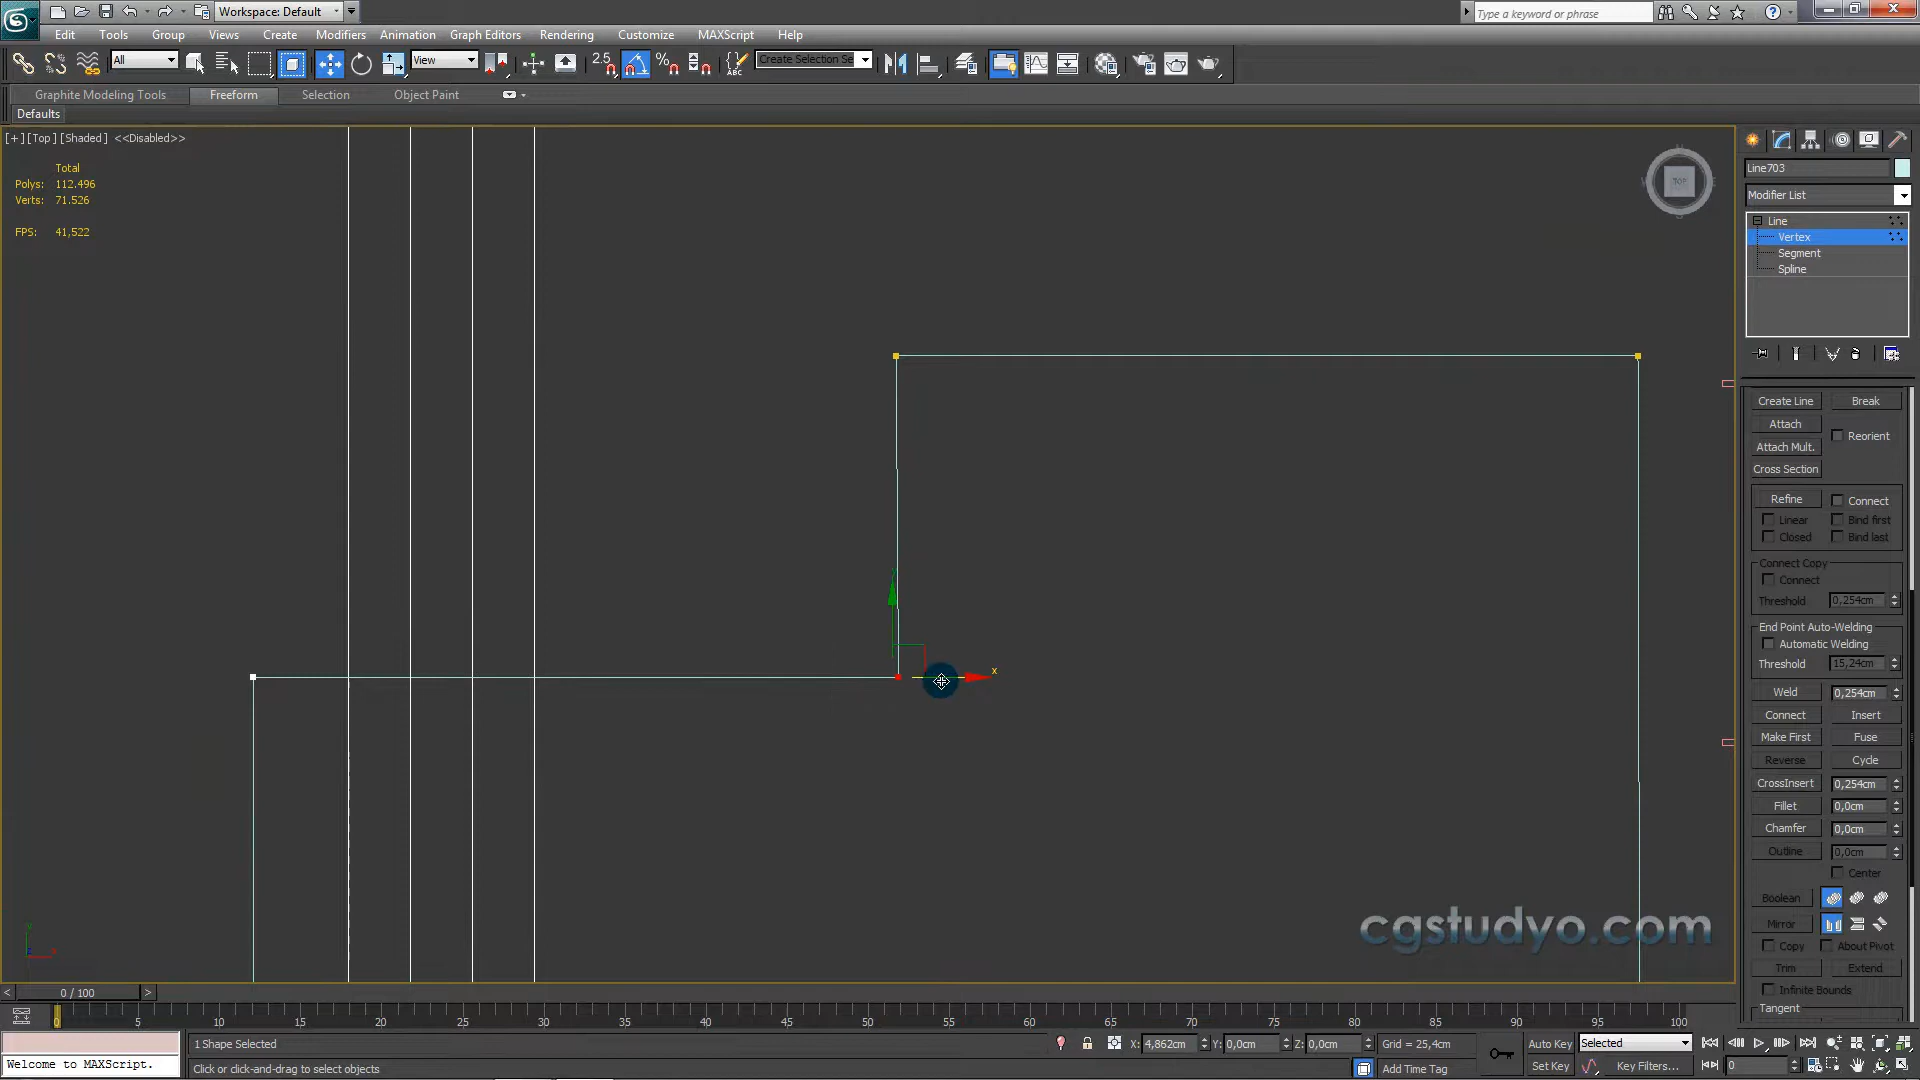 Workspace: Default
Type a keyword or phrase
Edit Tools Group Views Create Modifiers Animation Graph Editors Rendering Customize MAXScript Help
All View 2.5 Create Selection Se
Graphite Modeling Tools Freeform Selection Object Paint
Defaults
[+] [Top] [Shaded] <<Disabled>>
Total
Polys: 112.496
Verts: 71.526
FPS: 41,522
TOP
x
Line703
Modifier List
Line
Vertex
Segment
Spline
Create Line Break
Attach
Reorient
Attach Mult.
Cross Section
Refine Connect
Linear Bind first
Closed Bind last
Connect Copy
Connect
Threshold 0,254cm
End Point Auto-Welding
Automatic Welding
Threshold 15,24cm
Weld 0,254cm
Connect Insert
Make First Fuse
Reverse Cycle
CrossInsert 0,254cm
Fillet 0,0cm
Chamfer 0,0cm
Outline 0,0cm
Center
Boolean
Mirror
Copy About Pivot
Trim Extend
Infinite Bounds
Tangent
cgstudyo.com
< 0 / 100 >
0 5 10 15 20 25 30 35 40 45 50 55 60 65 70 75 80 85 90 95 100
1 Shape Selected X: 4,862cm Y: 0,0cm Z: 0,0cm Grid = 25,4cm Auto Key Selected
Welcome to MAXScript. Click or click-and-drag to select objects Add Time Tag Set Key Key Filters... 0